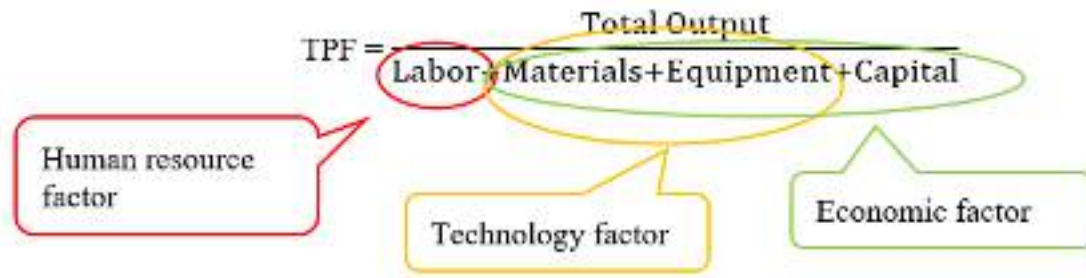 Total Output
TPF =
Labor+Materials+Equipment+Capital
Human resource
factor
Technology factor
Economic factor